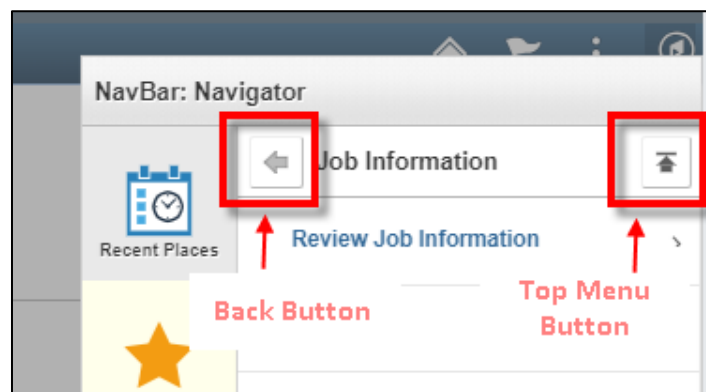 NavBar: Navigator
Job Information
Recent Places
Review Job Information
Back Button
Top Menu
Button